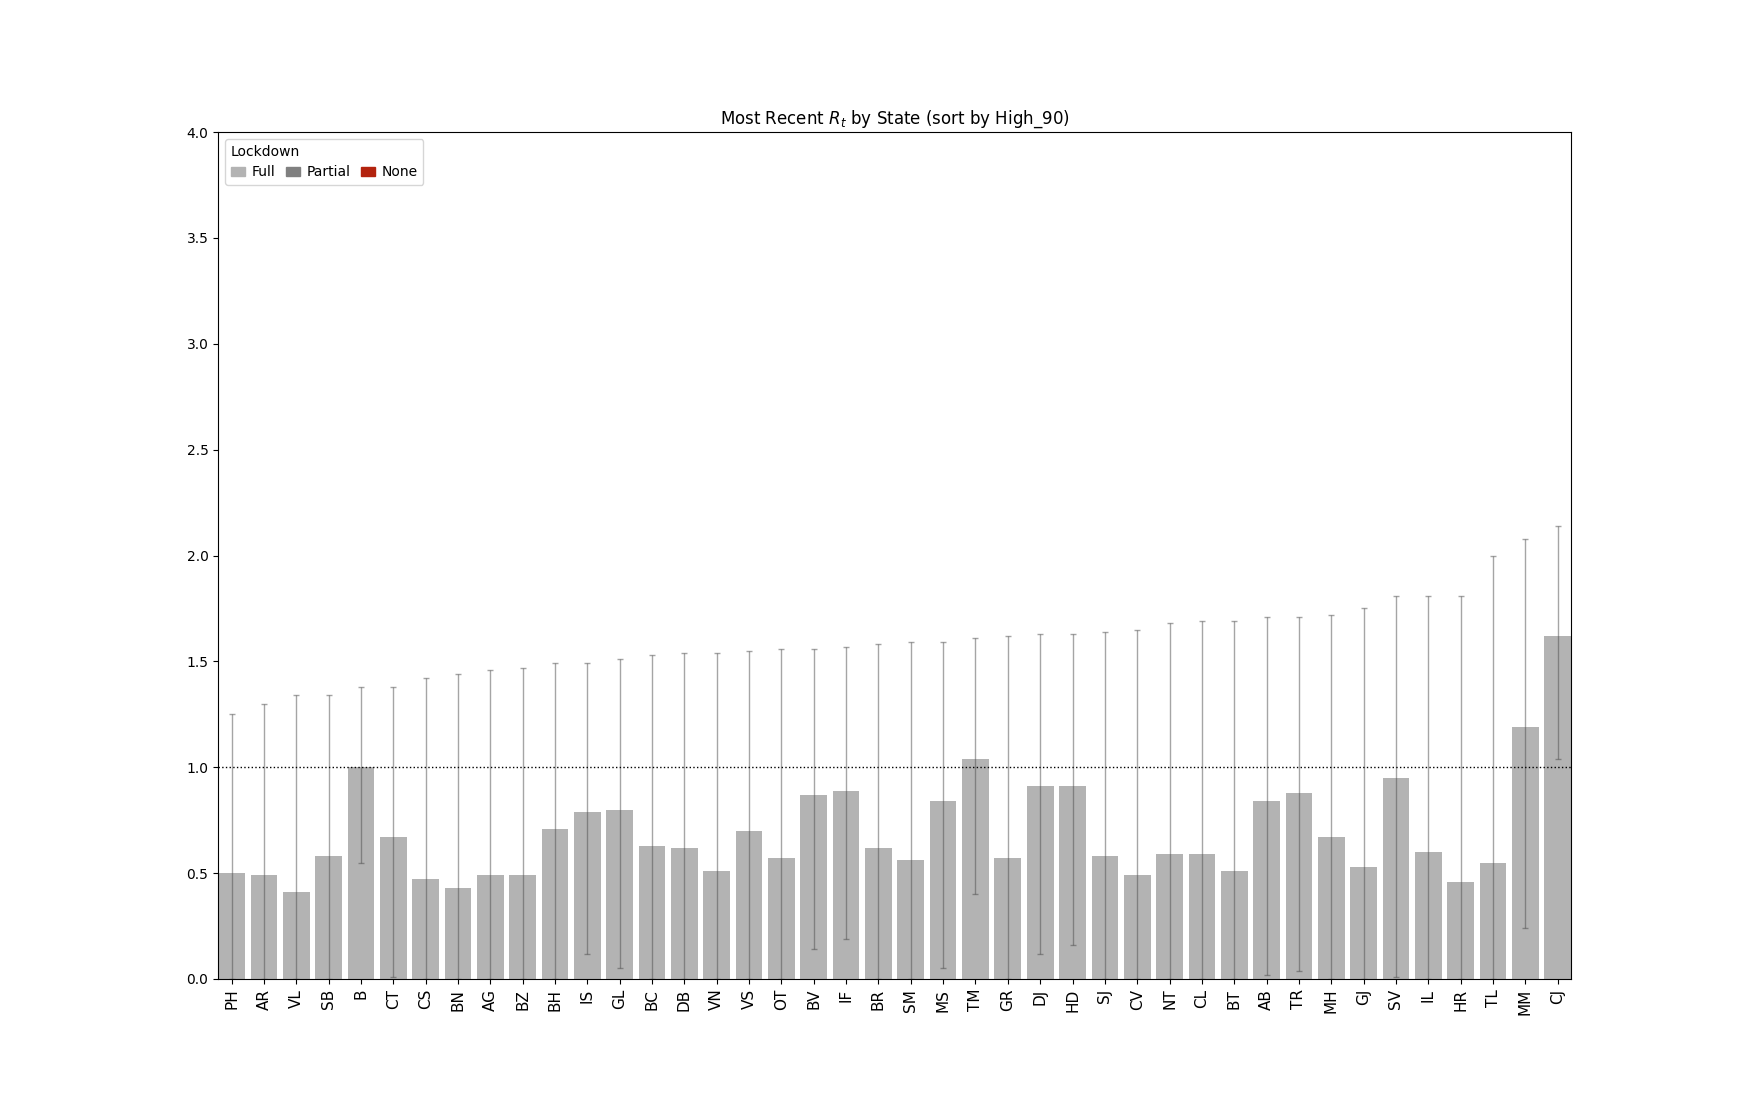 Most Recent R_t by State (sort by High_90)
Lockdown
Full Partial None
4.0
3.5
3.0
2.5
2.0
1.5
1.0
0.5
0.0
PH AR VL SB B CT CS BN AG BZ BH IS GL BC DB VN VS OT BV IF BR SM MS TM GR DJ HD SJ CV NT CL BT AB TR MH GJ SV IL HR TL MM CJ